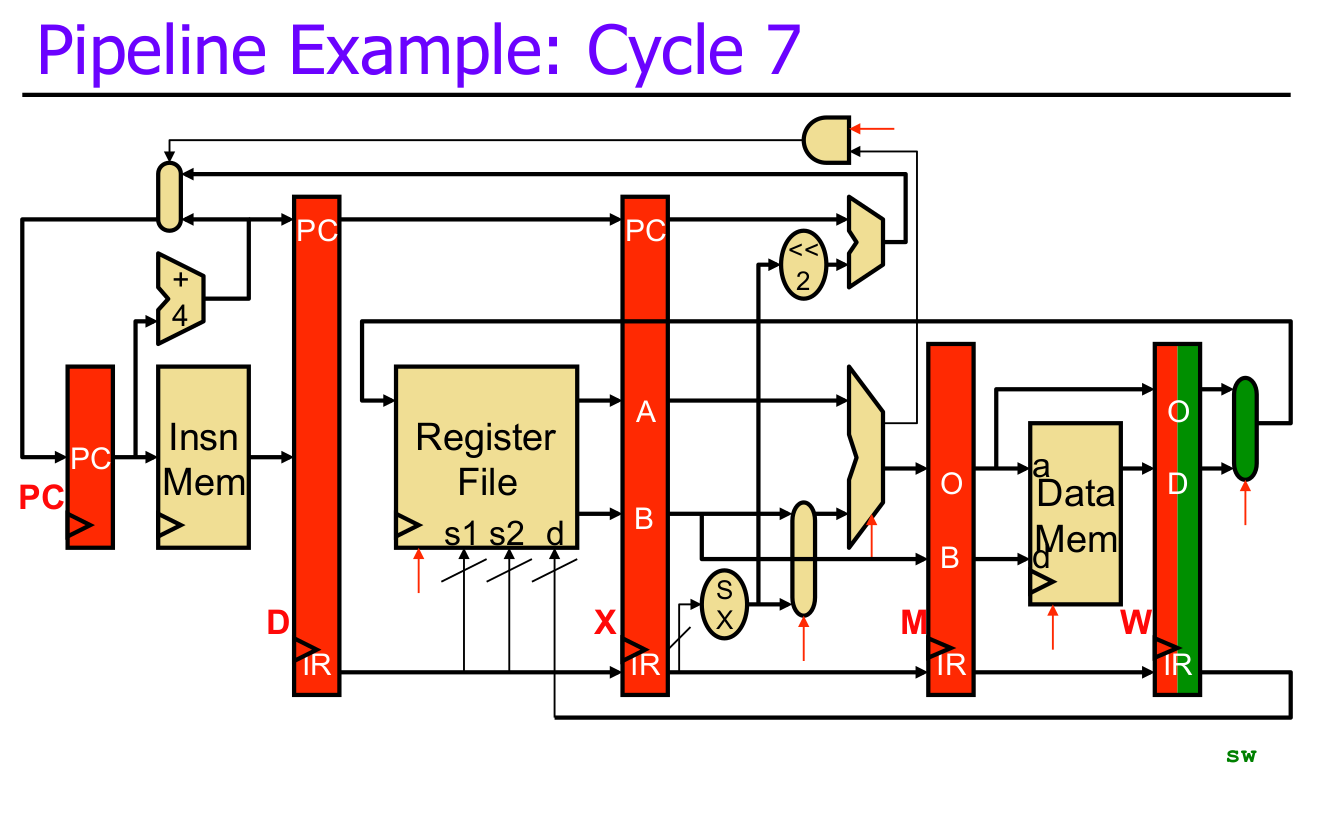 Pipeline Example: Cycle 7
PC
PC
<<
2
+
4
PC
PC
Insn
Mem
D
IR
Register
File
s1 s2 d
A
B
X
IR
S
X
O
B
M
IR
a
Data
Mem
d
O
D
W
IR
sw